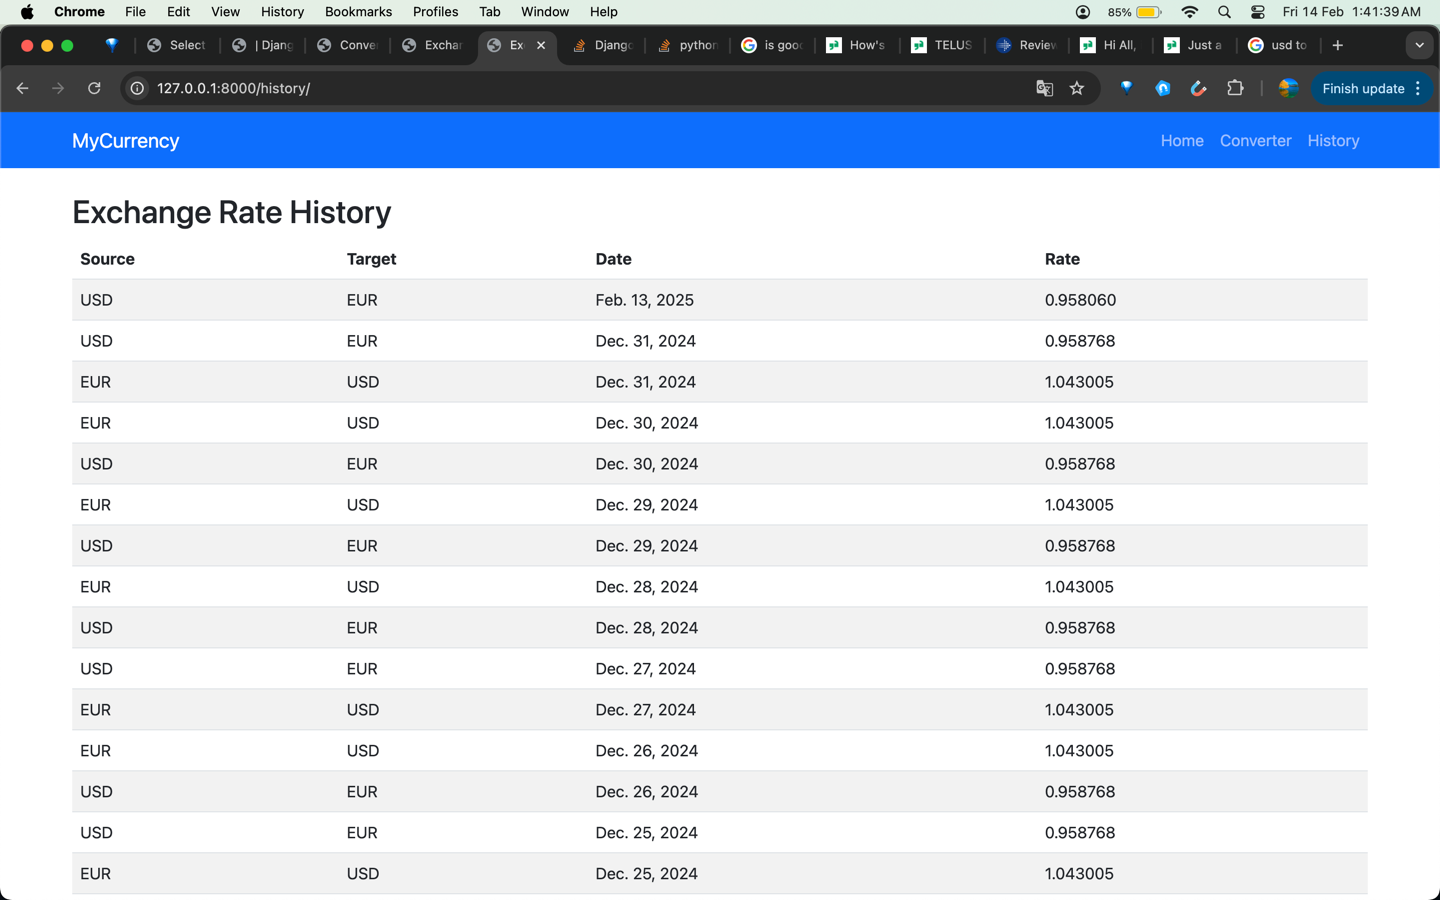 Chrome File Edit View History Bookmarks Profiles Tab Window Help 85% Fri 14 Feb 1:41:39 AM
Select | Djang Conve Exchar Ex Django python is good How's TELUS Review Hi All, Just a usd to
127.0.0.1:8000/history/ Finish update
MyCurrency Home Converter History
Exchange Rate History
Source Target Date Rate
USD EUR Feb. 13, 2025 0.958060
USD EUR Dec. 31, 2024 0.958768
EUR USD Dec. 31, 2024 1.043005
EUR USD Dec. 30, 2024 1.043005
USD EUR Dec. 30, 2024 0.958768
EUR USD Dec. 29, 2024 1.043005
USD EUR Dec. 29, 2024 0.958768
EUR USD Dec. 28, 2024 1.043005
USD EUR Dec. 28, 2024 0.958768
USD EUR Dec. 27, 2024 0.958768
EUR USD Dec. 27, 2024 1.043005
EUR USD Dec. 26, 2024 1.043005
USD EUR Dec. 26, 2024 0.958768
USD EUR Dec. 25, 2024 0.958768
EUR USD Dec. 25, 2024 1.043005